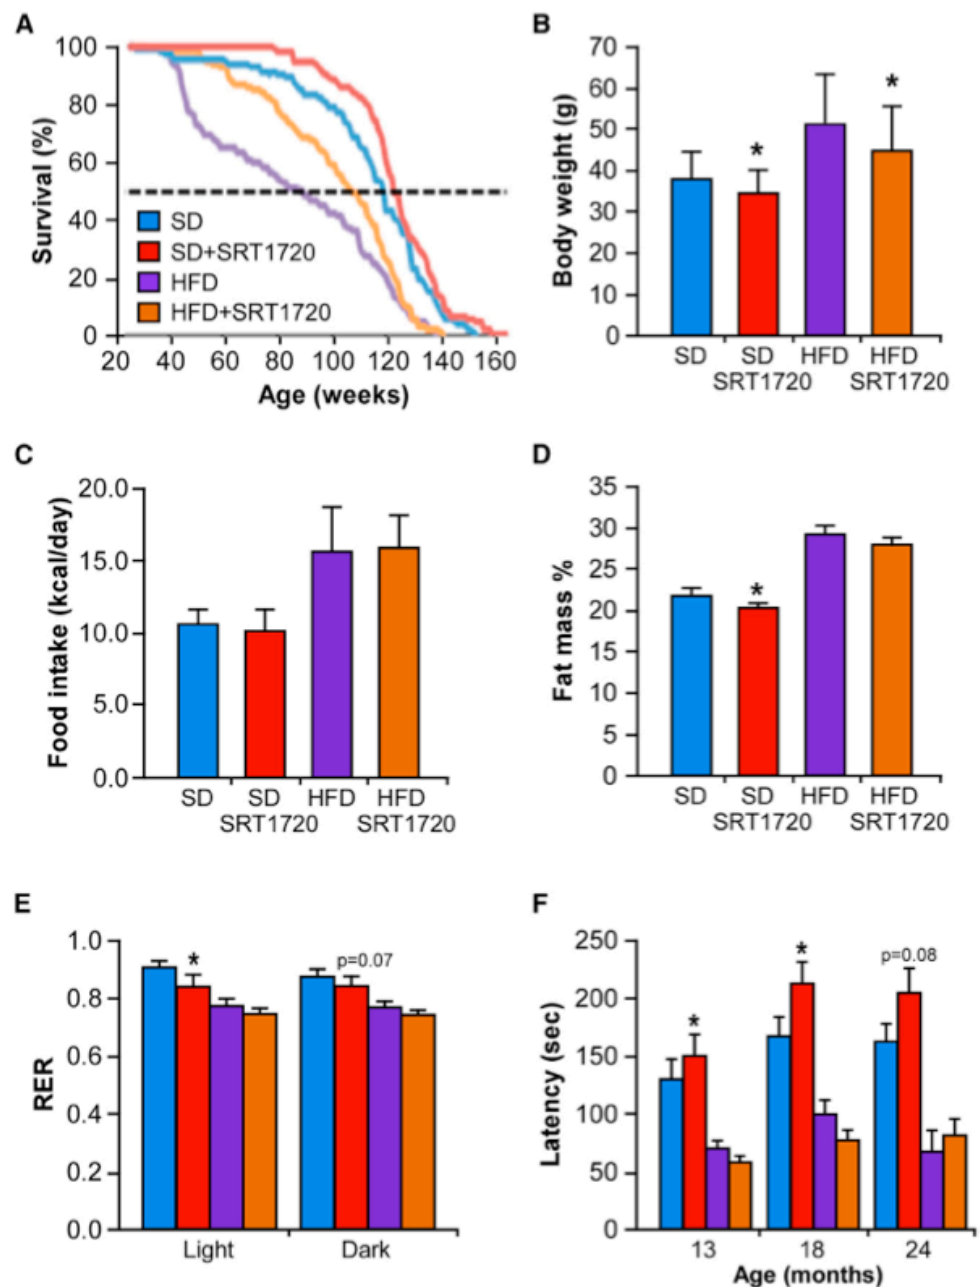 A
Survival (%)
100
80
60
40
20
0
SD
SD+SRT1720
HFD
HFD+SRT1720
20 40 60 80 100 120 140 160
Age (weeks)
B
Body weight (g)
70
60
50
40
30
20
10
0
*
*
SD SD HFD HFD
SRT1720 SRT1720
C
Food intake (kcal/day)
20.0
15.0
10.0
5.0
0.0
SD SD HFD HFD
SRT1720 SRT1720
D
Fat mass %
35
30
25
20
15
10
5
0
*
SD SD HFD HFD
SRT1720 SRT1720
E
RER
1.0
0.8
0.6
0.4
0.2
0.0
*
p=0.07
Light Dark
F
Latency (sec)
250
200
150
100
50
0
*
*
p=0.08
13 18 24
Age (months)